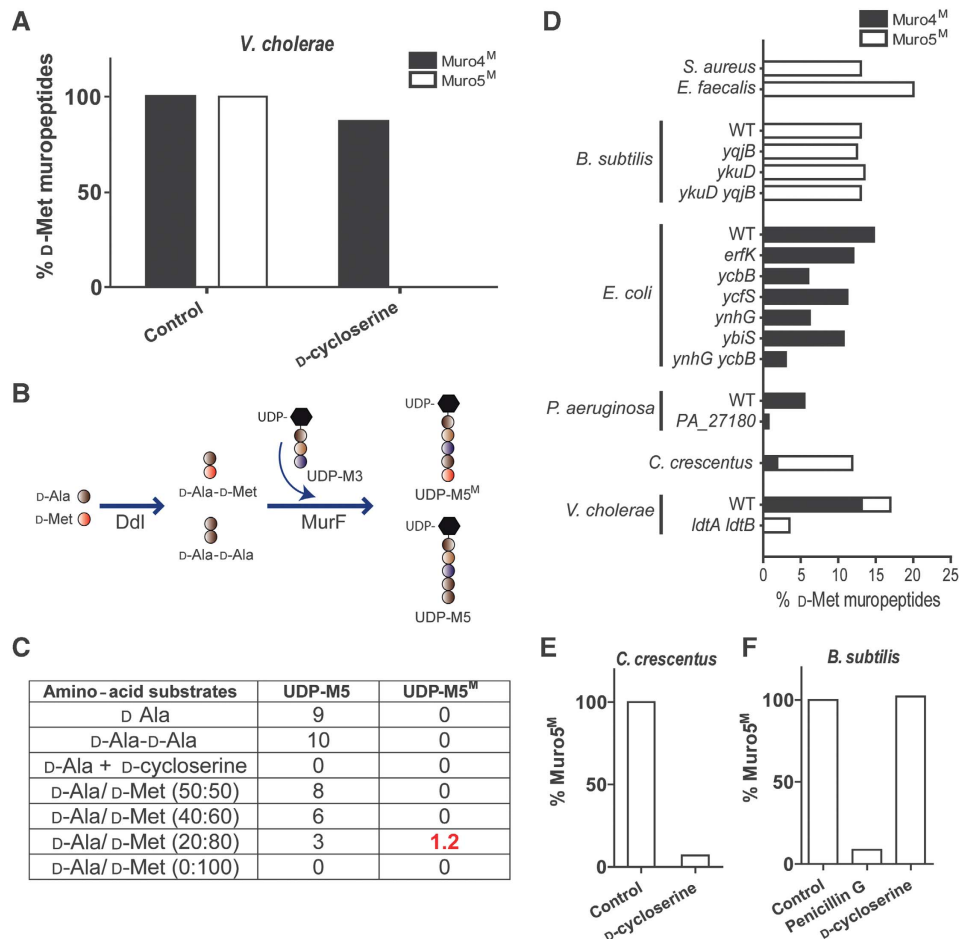 A
V. cholerae
Muro4M
Muro5M
% D-Met muropeptides
100
50
0
Control
D-cycloserine
B
D-Ala
D-Met
Ddl
D-Ala-D-Met
D-Ala-D-Ala
UDP-
UDP-M3
MurF
UDP-
UDP-M5M
UDP-
UDP-M5
C
Amino-acid substrates UDP-M5 UDP-M5M
D Ala 9 0
D-Ala-D-Ala 10 0
D-Ala + D-cycloserine 0 0
D-Ala/ D-Met (50:50) 8 0
D-Ala/ D-Met (40:60) 6 0
D-Ala/ D-Met (20:80) 3 1.2
D-Ala/ D-Met (0:100) 0 0
D
Muro4M
Muro5M
S. aureus
E. faecalis
B. subtilis
WT
yqjB
ykuD
ykuD yqjB
E. coli
WT
erfK
ycbB
ycfS
ynhG
ybiS
ynhG ycbB
P. aeruginosa
WT
PA_27180
C. crescentus
V. cholerae
WT
ldtA ldtB
0 5 10 15 20 25
% D-Met muropeptides
E
C. crescentus
% Muro5M
100
50
0
Control
D-cycloserine
F
B. subtilis
% Muro5M
100
50
0
Control
Penicillin G
D-cycloserine